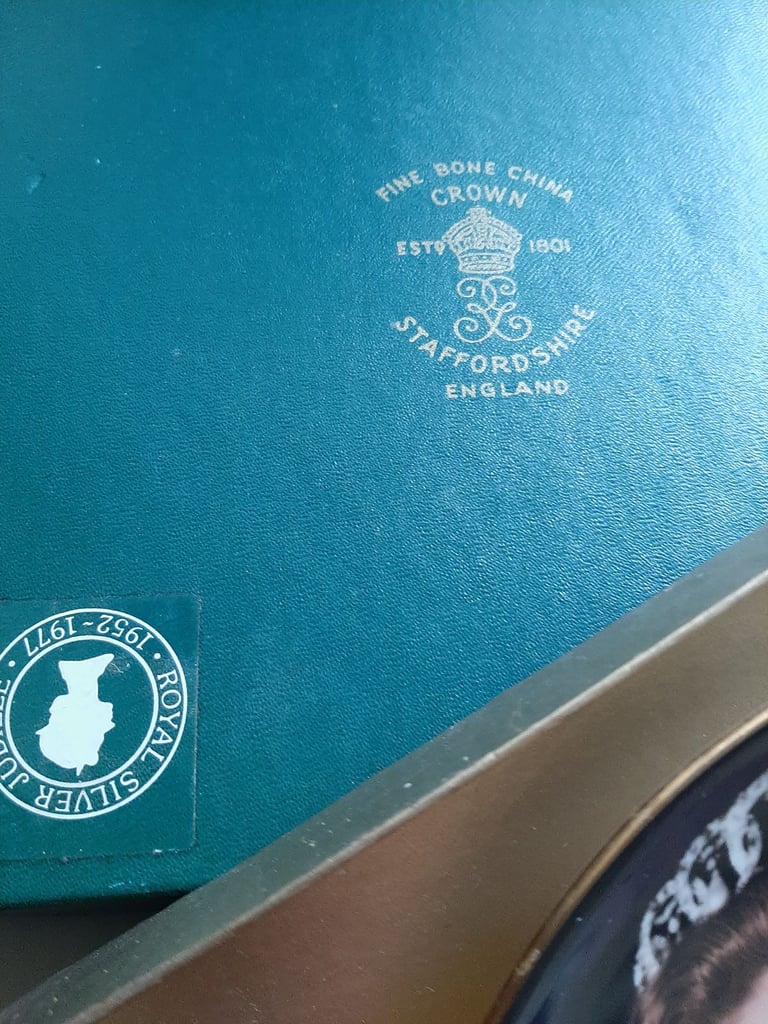 FINE BONE CHINA
CROWN
ESTD 1801
STAFFORDSHIRE
ENGLAND
ROYAL SILVER JUBILEE
· 1952~1977 ·